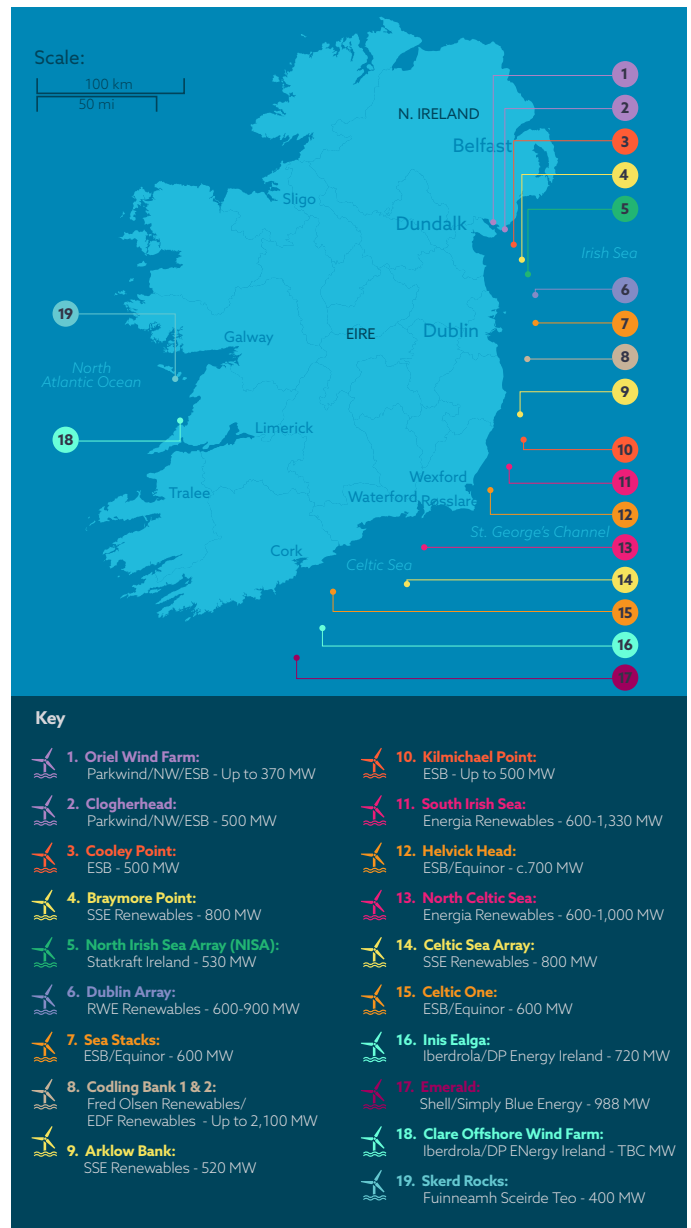 Scale:
100 km
50 mi
N. IRELAND
Belfast
Sligo
Dundalk
Irish Sea
Galway
EIRE
Dublin
North
Atlantic Ocean
Limerick
Wexford
Tralee
Waterford
Rosslare
St. George's Channel
Cork
Celtic Sea
1
2
3
4
5
6
7
8
9
10
11
12
13
14
15
16
17
19
18
Key
1. Oriel Wind Farm:
Parkwind/NW/ESB - Up to 370 MW
2. Clogherhead:
Parkwind/NW/ESB - 500 MW
3. Cooley Point:
ESB - 500 MW
4. Braymore Point:
SSE Renewables - 800 MW
5. North Irish Sea Array (NISA):
Statkraft Ireland - 530 MW
6. Dublin Array:
RWE Renewables - 600-900 MW
7. Sea Stacks:
ESB/Equinor - 600 MW
8. Codling Bank 1 & 2:
Fred Olsen Renewables/
EDF Renewables - Up to 2,100 MW
9. Arklow Bank:
SSE Renewables - 520 MW
10. Kilmichael Point:
ESB - Up to 500 MW
11. South Irish Sea:
Energia Renewables - 600-1,330 MW
12. Helvick Head:
ESB/Equinor - c.700 MW
13. North Celtic Sea:
Energia Renewables - 600-1,000 MW
14. Celtic Sea Array:
SSE Renewables - 800 MW
15. Celtic One:
ESB/Equinor - 600 MW
16. Inis Ealga:
Iberdrola/DP Energy Ireland - 720 MW
17. Emerald:
Shell/Simply Blue Energy - 988 MW
18. Clare Offshore Wind Farm:
Iberdrola/DP ENergy Ireland - TBC MW
19. Skerd Rocks:
Fuinneamh Sceirde Teo - 400 MW